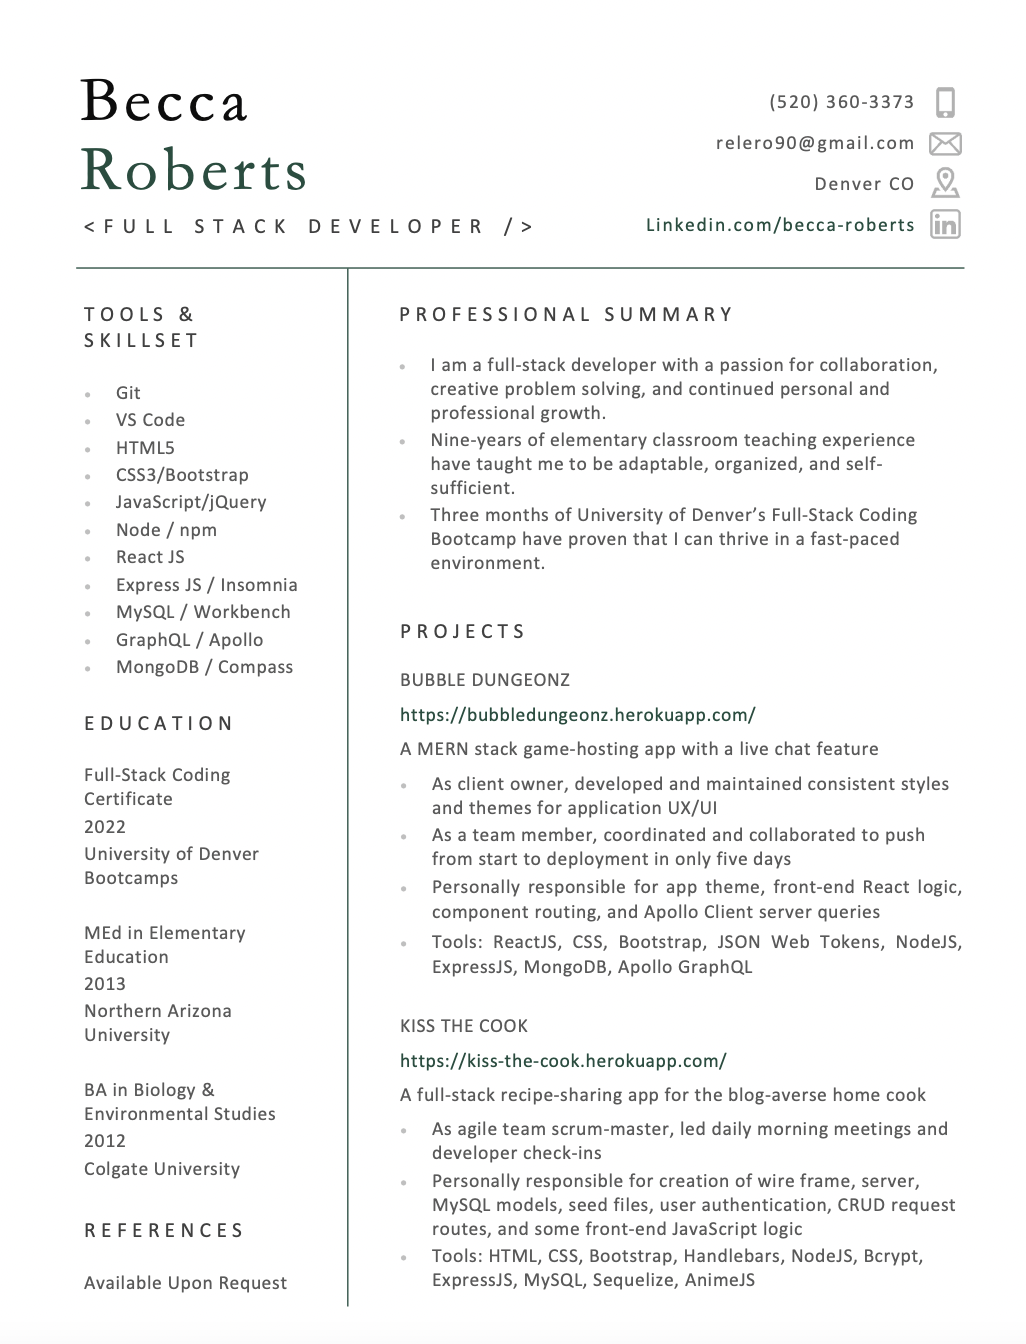 Becca
Roberts
<FULL STACK DEVELOPER />
(520) 360-3373
relero90@gmail.com
Denver CO
Linkedin.com/becca-roberts
in
TOOLS &
SKILLSET
Git
VS Code
HTML5
CSS3/Bootstrap
JavaScript/jQuery
Node / npm
React JS
Express JS / Insomnia
MySQL / Workbench
GraphQL / Apollo
MongoDB / Compass
EDUCATION
Full-Stack Coding
Certificate
2022
University of Denver
Bootcamps
MEd in Elementary
Education
2013
Northern Arizona
University
BA in Biology &
Environmental Studies
2012
Colgate University
REFERENCES
Available Upon Request
PROFESSIONAL SUMMARY
I am a full-stack developer with a passion for collaboration,
creative problem solving, and continued personal and
professional growth.
Nine-years of elementary classroom teaching experience
have taught me to be adaptable, organized, and self-
sufficient.
Three months of University of Denver’s Full-Stack Coding
Bootcamp have proven that I can thrive in a fast-paced
environment.
PROJECTS
BUBBLE DUNGEONZ
https://bubbledungeonz.herokuapp.com/
A MERN stack game-hosting app with a live chat feature
As client owner, developed and maintained consistent styles
and themes for application UX/UI
As a team member, coordinated and collaborated to push
from start to deployment in only five days
Personally responsible for app theme, front-end React logic,
component routing, and Apollo Client server queries
Tools: ReactJS, CSS, Bootstrap, JSON Web Tokens, NodeJS,
ExpressJS, MongoDB, Apollo GraphQL
KISS THE COOK
https://kiss-the-cook.herokuapp.com/
A full-stack recipe-sharing app for the blog-averse home cook
As agile team scrum-master, led daily morning meetings and
developer check-ins
Personally responsible for creation of wire frame, server,
MySQL models, seed files, user authentication, CRUD request
routes, and some front-end JavaScript logic
Tools: HTML, CSS, Bootstrap, Handlebars, NodeJS, Bcrypt,
ExpressJS, MySQL, Sequelize, AnimeJS